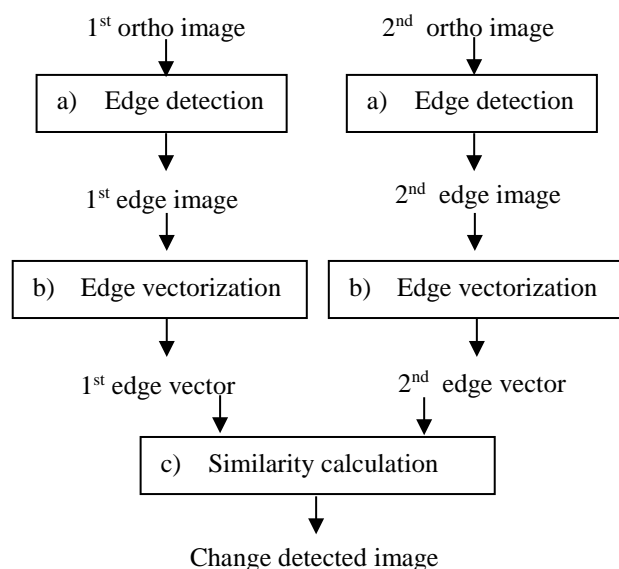 1st ortho image
2nd ortho image
a) Edge detection
a) Edge detection
1st edge image
2nd edge image
b) Edge vectorization
b) Edge vectorization
1st edge vector
2nd edge vector
c) Similarity calculation
Change detected image